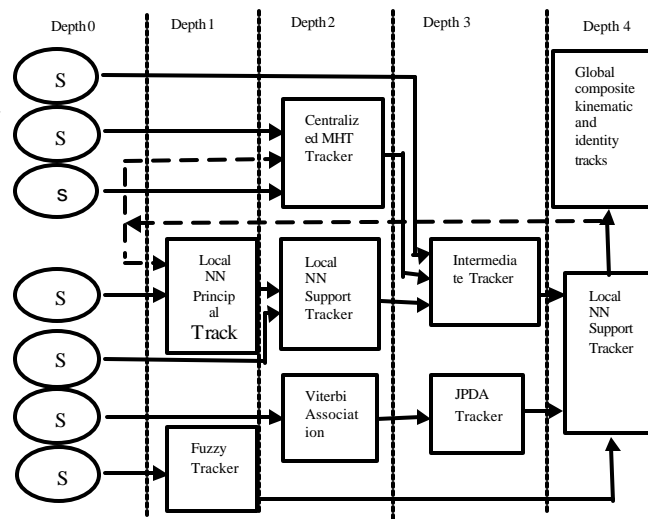 Depth 0
Depth 1
Depth 2
Depth 3
Depth 4
S
S
s
S
S
S
S
Centraliz
ed MHT
Tracker
Global
composite
kinematic
and
identity
tracks
Local
NN
Princip
al
Track
Local
NN
Support
Tracker
Intermedia
te Tracker
Local
NN
Support
Tracker
Viterbi
Associat
ion
JPDA
Tracker
Fuzzy
Tracker